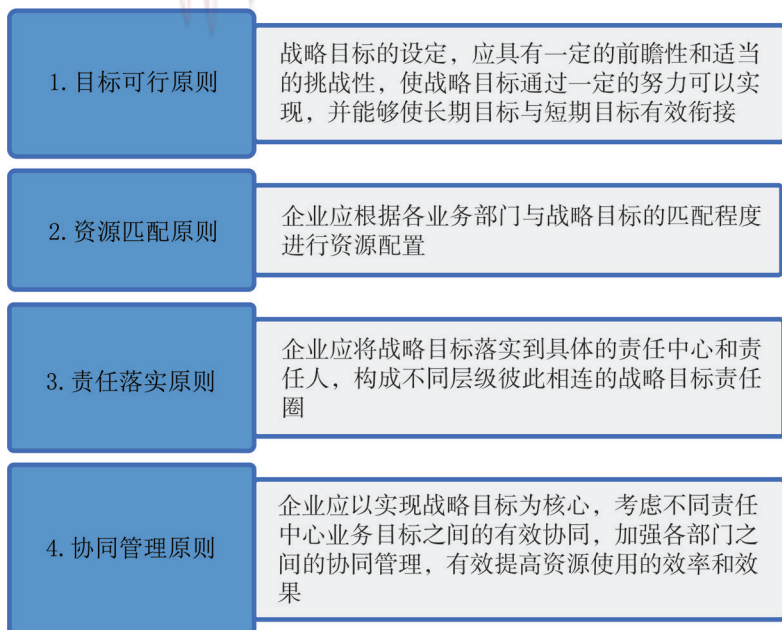 1. 目标可行原则
战略目标的设定，应具有一定的前瞻性和适当
的挑战性，使战略目标通过一定的努力可以实
现，并能够使长期目标与短期目标有效衔接
2. 资源匹配原则
企业应根据各业务部门与战略目标的匹配程度
进行资源配置
3. 责任落实原则
企业应将战略目标落实到具体的责任中心和责
任人，构成不同层级彼此相连的战略目标责任
圈
4. 协同管理原则
企业应以实现战略目标为核心，考虑不同责任
中心业务目标之间的有效协同，加强各部门之
间的协同管理，有效提高资源使用的效率和效
果